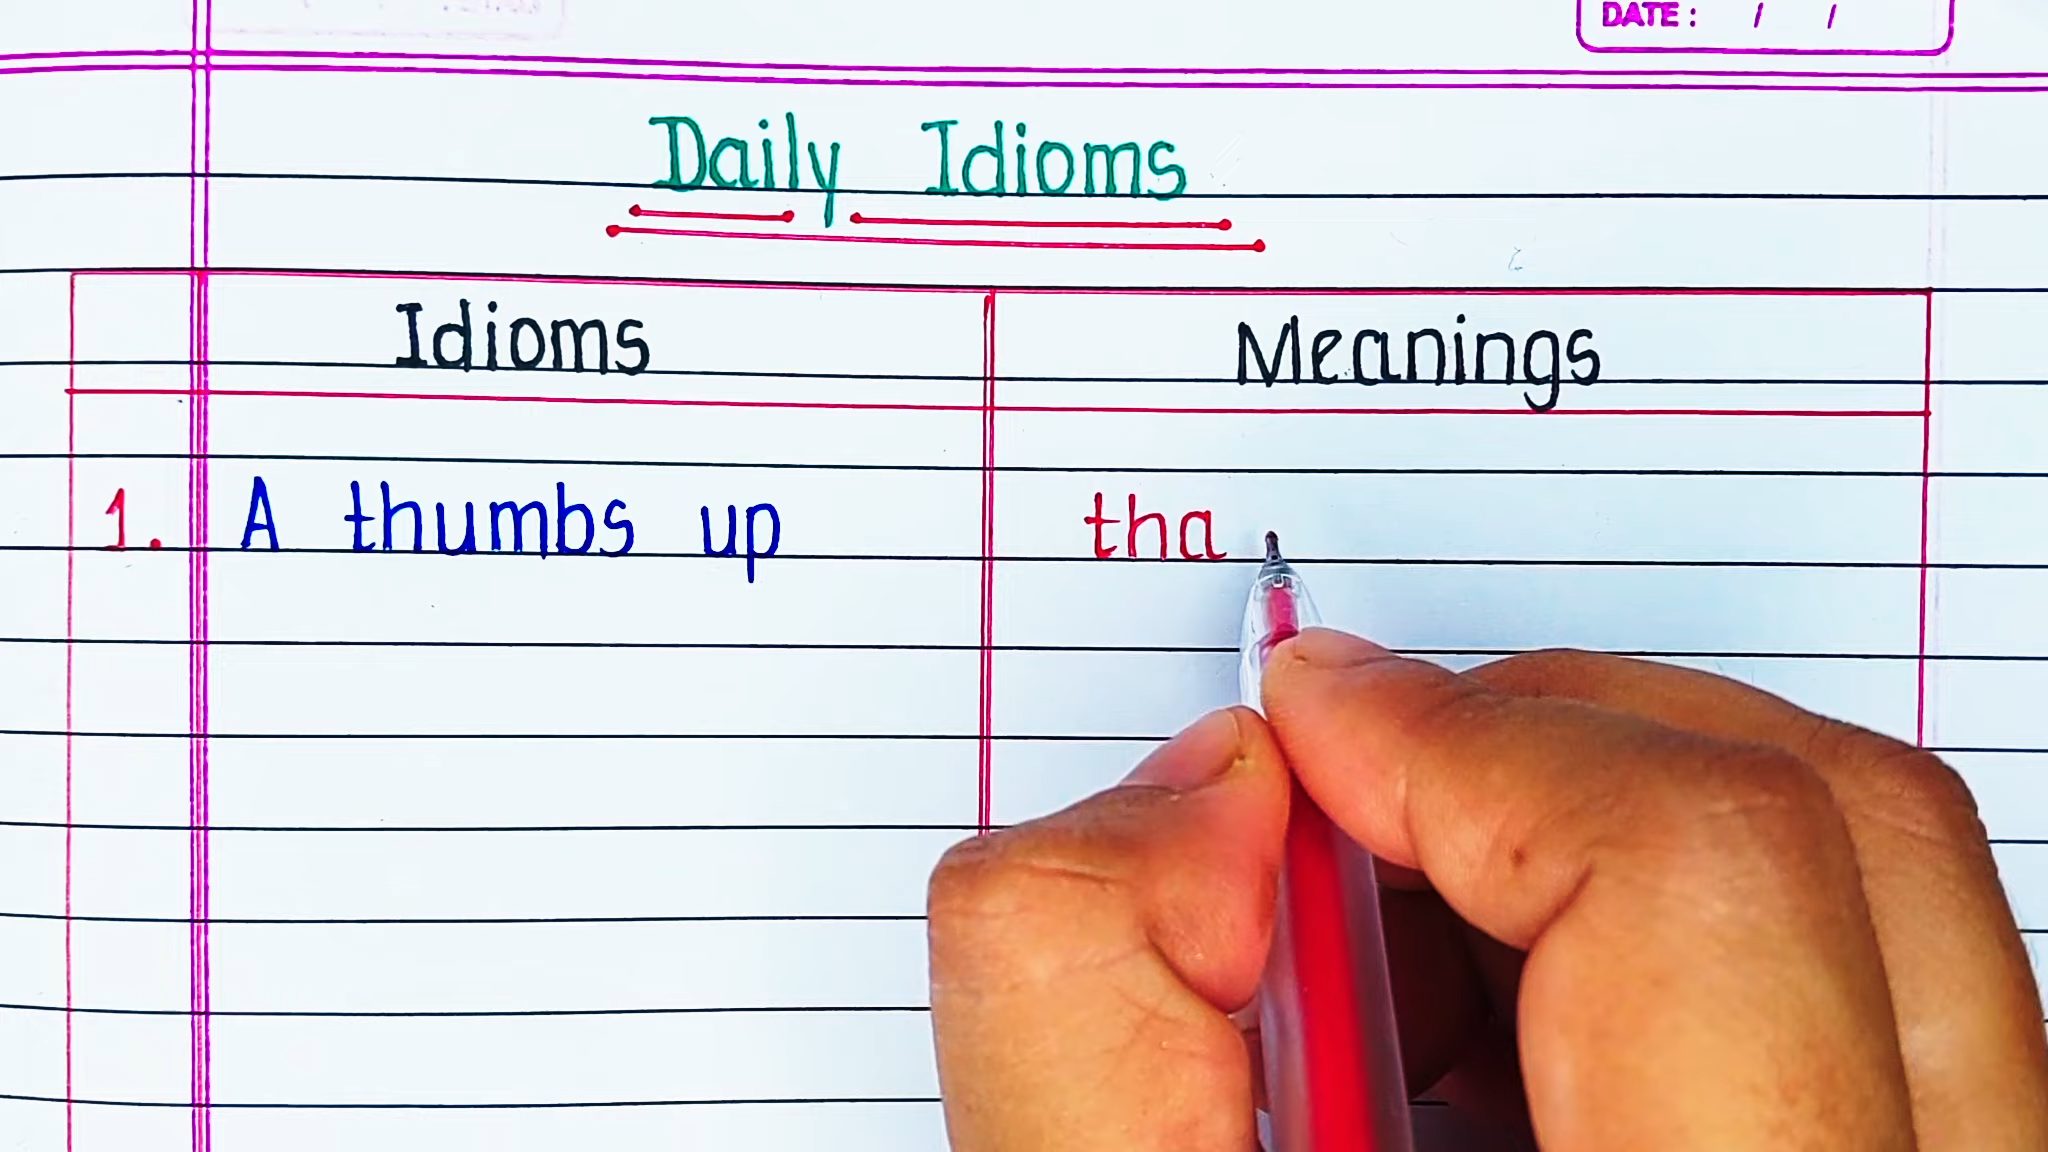 DATE: / /
Daily Idioms
Idioms Meanings
1. A thumbs up tha